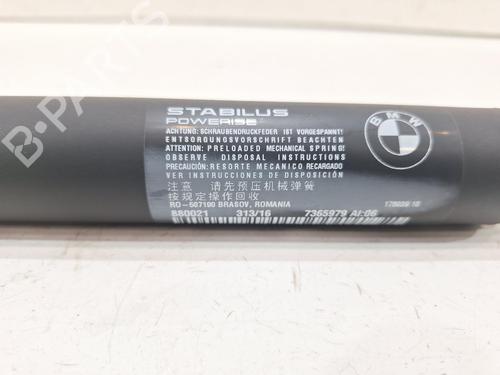 STABILUS
POWERISE
ACHTUNG: SCHRAUBENDRUCKFEDER IST VORGESPANNT!
ENTSORGUNGSVORSCHRIFT BEACHTEN
ATTENTION: PRELOADED MECHANICAL SPRING!
OBSERVE DISPOSAL INSTRUCTIONS
PRECAUCIÓN: RESORTE MECANICO RECARGADO
VER INSTRUCCIONES DE DISPOSICIÓN
注意 请先预压机械弹簧
按规定操作回收
RO-507190 BRASOV, ROMANIA
880021 313/16 7365979 AI:06
BMW
B-PARTS